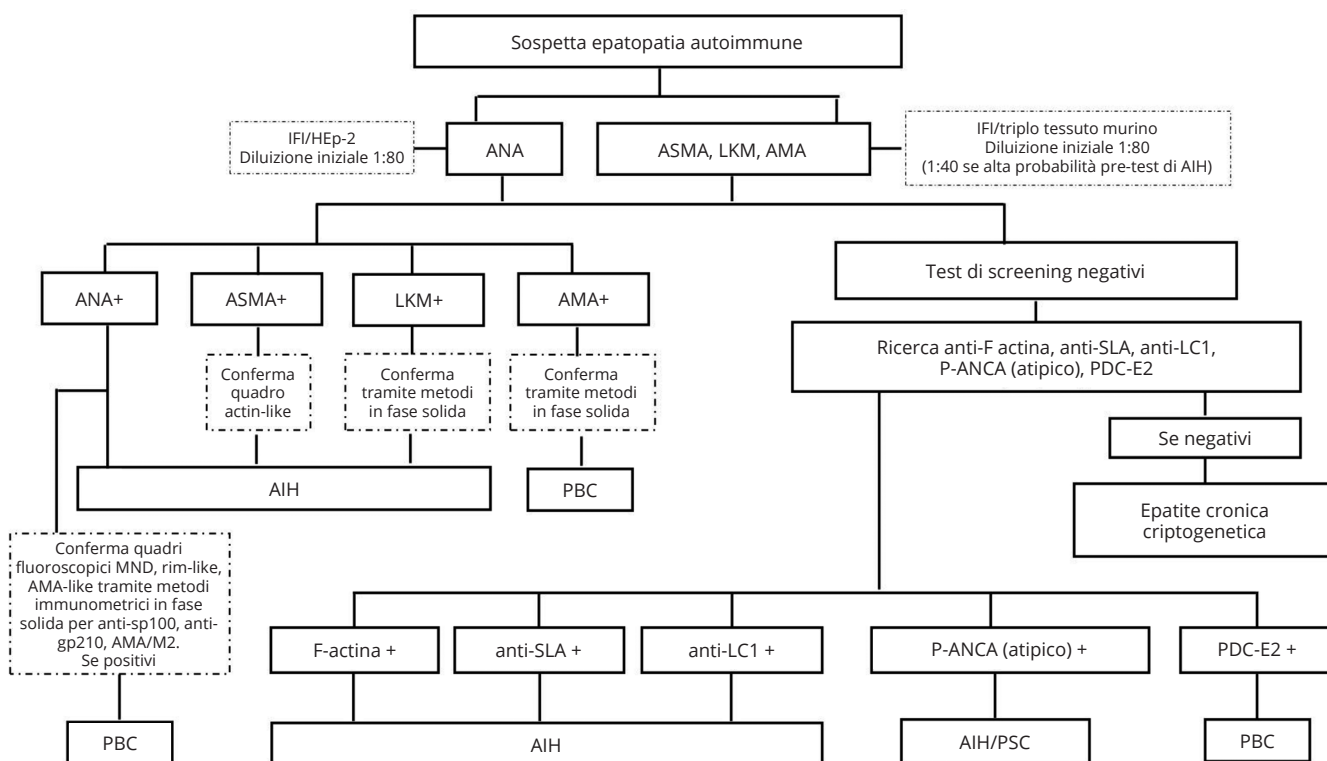 Sospetta epatopatia autoimmune
IFI/HEp-2
Diluizione iniziale 1:80
ANA
ASMA, LKM, AMA
IFI/triplo tessuto murino
Diluizione iniziale 1:80
(1:40 se alta probabilità pre-test di AIH)
ANA+
ASMA+
LKM+
AMA+
Test di screening negativi
Conferma
quadro
actin-like
Conferma
tramite metodi
in fase solida
Conferma
tramite metodi
in fase solida
Ricerca anti-F actina, anti-SLA, anti-LC1,
P-ANCA (atipico), PDC-E2
Se negativi
AIH
PBC
Epatite cronica
criptogenetica
Conferma quadri
fluoroscopici MND, rim-like,
AMA-like tramite metodi
immunometrici in fase
solida per anti-sp100, anti-
gp210, AMA/M2.
Se positivi
F-actina +
anti-SLA +
anti-LC1 +
P-ANCA (atipico) +
PDC-E2 +
PBC
AIH
AIH/PSC
PBC